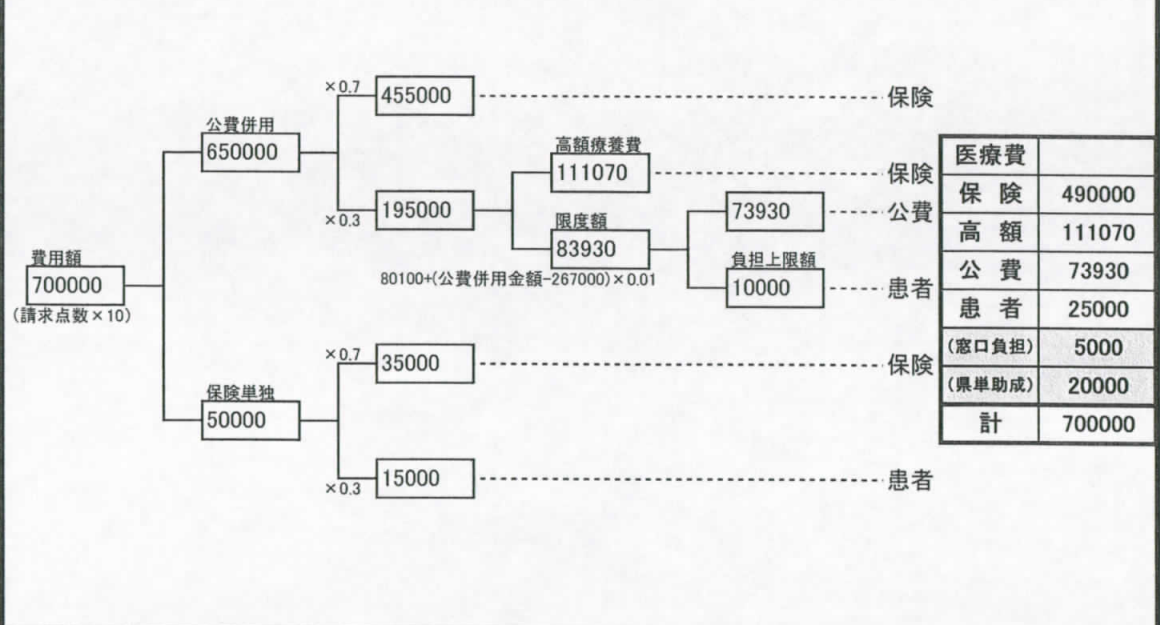 費用額
700000
(請求点数×10)
公費併用
650000
×0.7
455000
保険
×0.3
195000
高額療養費
111070
保険
限度額
83930
80100+(公費併用金額-267000)×0.01
73930
公費
負担上限額
10000
患者
保険単独
50000
×0.7
35000
保険
×0.3
15000
患者
医療費
保険 490000
高額 111070
公費 73930
患者 25000
(窓口負担) 5000
(県単助成) 20000
計 700000